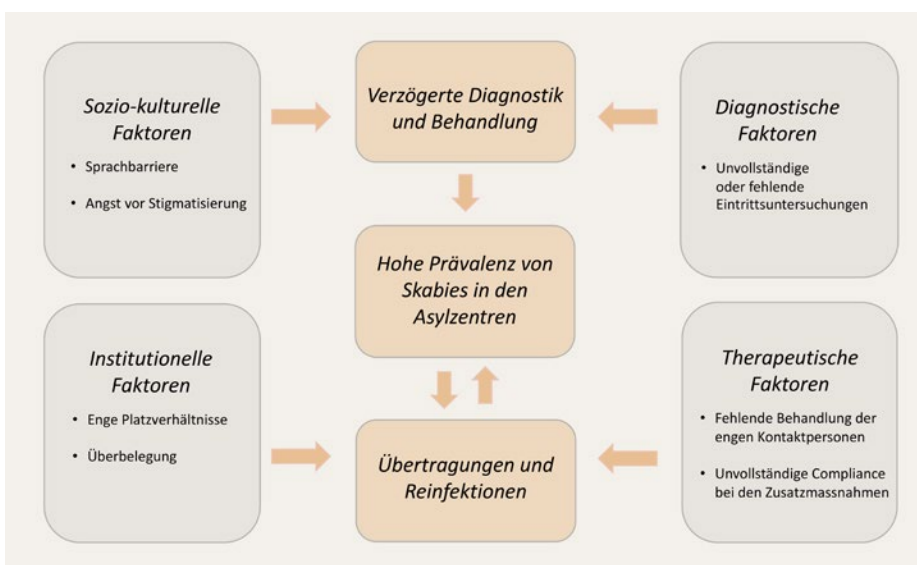 Sozio-kulturelle
Faktoren
• Sprachbarriere
• Angst vor Stigmatisierung
Verzögerte Diagnostik
und Behandlung
Diagnostische
Faktoren
• Unvollständige
oder fehlende
Eintrittsuntersuchungen
Hohe Prävalenz von
Skabies in den
Asylzentren
Institutionelle
Faktoren
• Enge Platzverhältnisse
• Überbelegung
Übertragungen und
Reinfektionen
Therapeutische
Faktoren
• Fehlende Behandlung der
engen Kontaktpersonen
• Unvollständige Compliance
bei den Zusatzmassnahmen